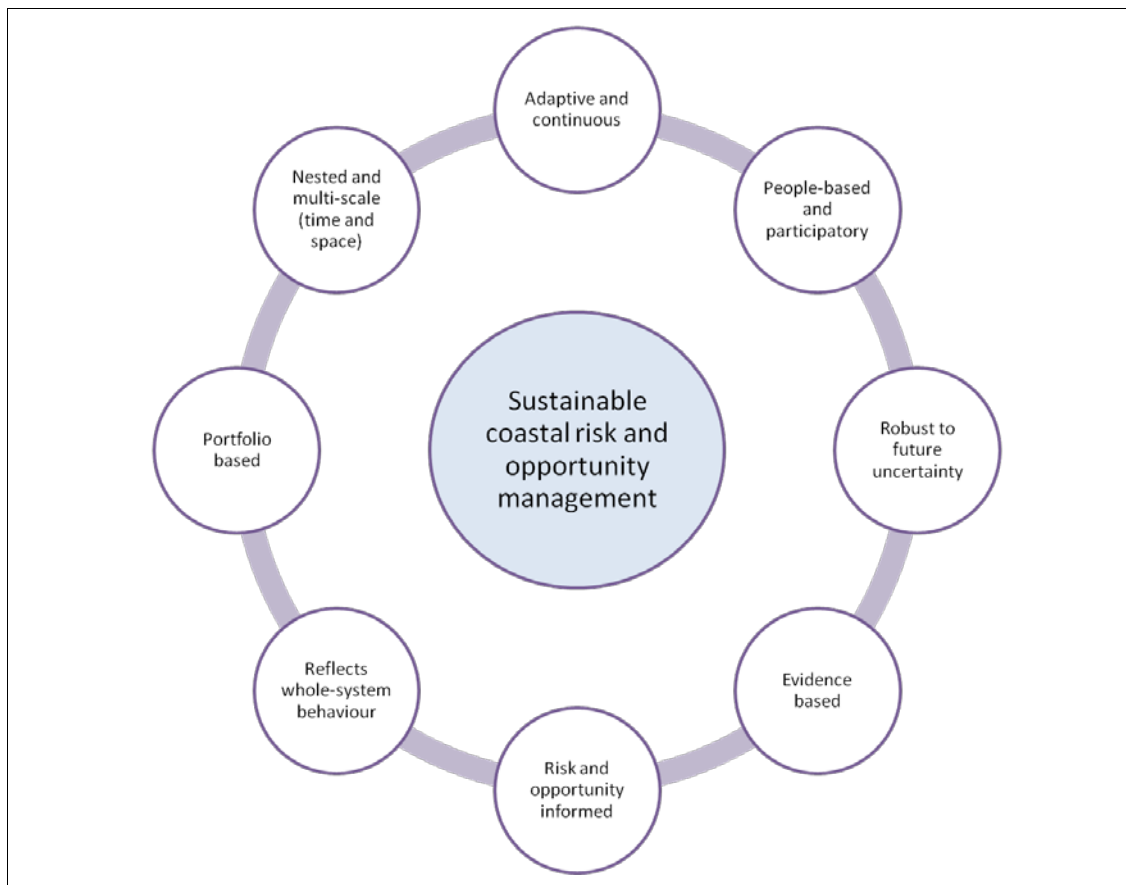 Adaptive and
continuous
People-based
and
participatory
Robust to
future
uncertainty
Evidence
based
Risk and
opportunity
informed
Reflects
whole-system
behaviour
Portfolio
based
Nested and
multi-scale
(time and
space)
Sustainable
coastal risk and
opportunity
management